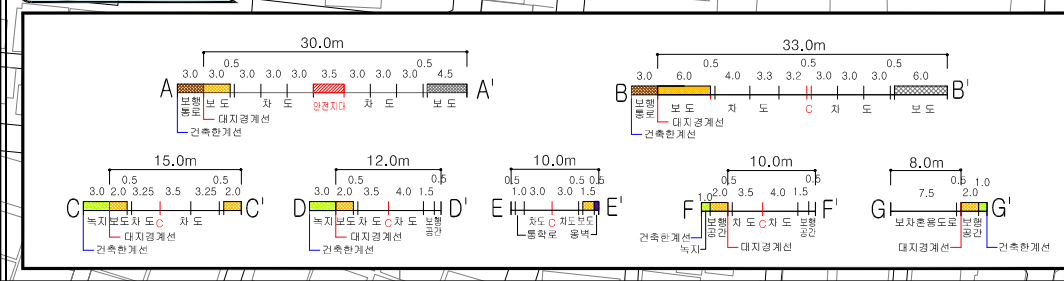 30.0m
0.5 0.5
3.0 3.0 3.0 3.0 3.0 3.5 3.0 3.0 3.0 4.5
A A'
보행
통로
보 도 차 도 안전지대 차 도 보 도
대지경계선
건축한계선
33.0m
0.5 0.5 0.5
3.0 6.0 4.0 3.3 3.2 3.0 3.0 3.0 6.0
B B'
보행
통로
보 도 차 도 C 차 도 보 도
대지경계선
건축한계선
15.0m
0.5 0.5
3.0 2.0 3.25 3.5 3.25 2.0
C C'
녹지 보도 차 도 C 차 도
대지경계선
건축한계선
12.0m
0.5 0.5
3.0 2.0 3.5 4.0 1.5
D D'
녹지 보도 차 도 C 차 도 보행
공간
대지경계선
건축한계선
10.0m
0.5 0.5
1.0 3.0 3.0 1.5
E E'
차도 C 차도 보도
통학로 옹벽
10.0m
0.5 0.5
1.0 2.0 3.5 4.0 1.5
F F'
보행
공간
차 도 C 차 도
보행
공간
건축한계선
녹지
대지경계선
8.0m
0.5 1.0
7.5 2.0
G G'
보차혼용도로 보행
공간
대지경계선 건축한계선